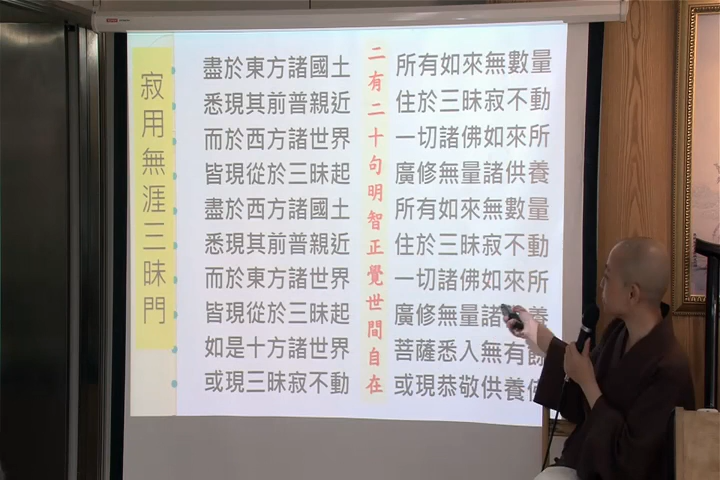 寂用無涯三昧門
盡於東方諸國土 所有如來無數量
悉現其前普親近 住於三昧寂不動
而於西方諸世界 一切諸佛如來所
皆現從於三昧起 廣修無量諸供養
盡於西方諸國土 所有如來無數量
悉現其前普親近 住於三昧寂不動
而於東方諸世界 一切諸佛如來所
皆現從於三昧起 廣修無量諸養
如是十方諸世界 菩薩悉入無有餘
或現三昧寂不動 或現恭敬供養
二有二十句明智正覺世間自在